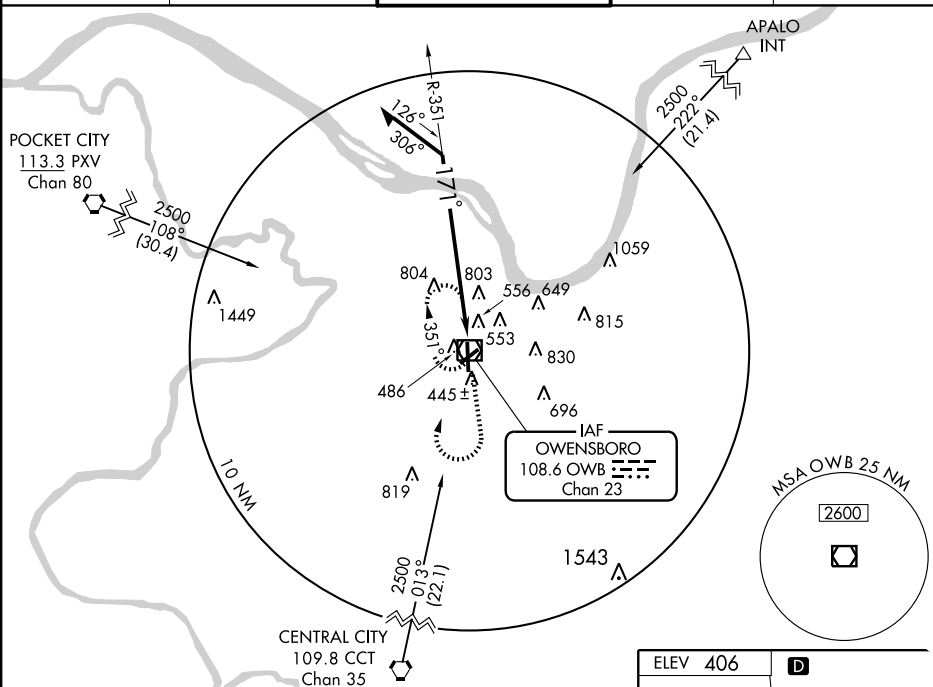 APALO
INT
2500
222°
(21.4)
R-351
126°
306°
171°
POCKET CITY
113.3 PXV
Chan 80
2500
108°
(30.4)
1449
804
803
556
649
1059
815
553
351°
830
486
445±
696
IAF
OWENSBORO
108.6 OWB
Chan 23
819
10 NM
1543
2500
013°
(22.1)
CENTRAL CITY
109.8 CCT
Chan 35
MSA OWB 25 NM
2600
ELEV 406
D